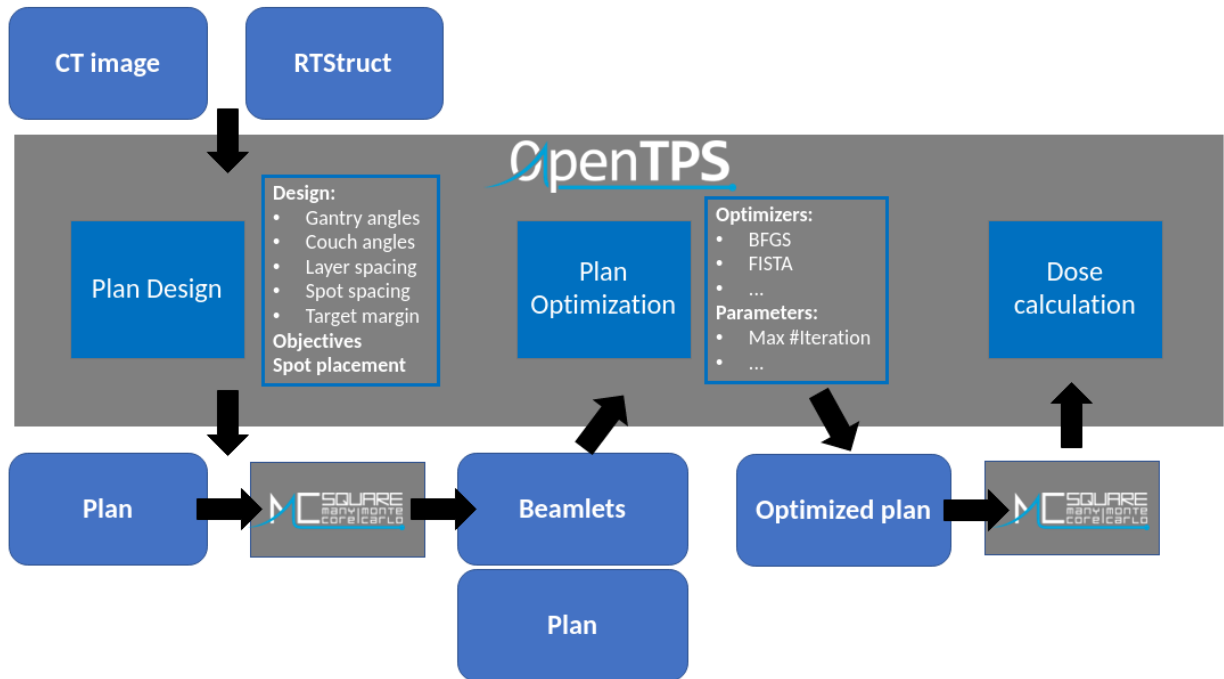 CT image
RTStruct
OpenTPS
Plan Design
Design:
• Gantry angles
• Couch angles
• Layer spacing
• Spot spacing
• Target margin
Objectives
Spot placement
Plan
Optimization
Optimizers:
• BFGS
• FISTA
• ...
Parameters:
• Max #Iteration
• ...
Dose
calculation
Plan
MC SQUARE
many|monte
core|carlo
Beamlets
Plan
Optimized plan
MC SQUARE
many|monte
core|carlo